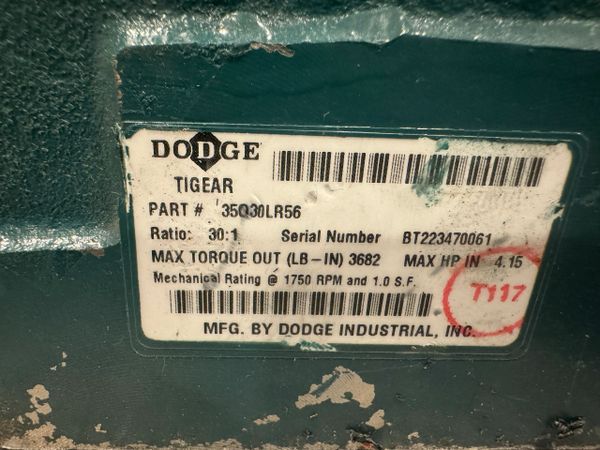 DODGE
TIGEAR
PART # 35Q30LR56
Ratio: 30:1 Serial Number BT223470061
MAX TORQUE OUT (LB-IN) 3682 MAX HP IN 4.15
Mechanical Rating @ 1750 RPM and 1.0 S.F.
T117
MFG. BY DODGE INDUSTRIAL, INC.